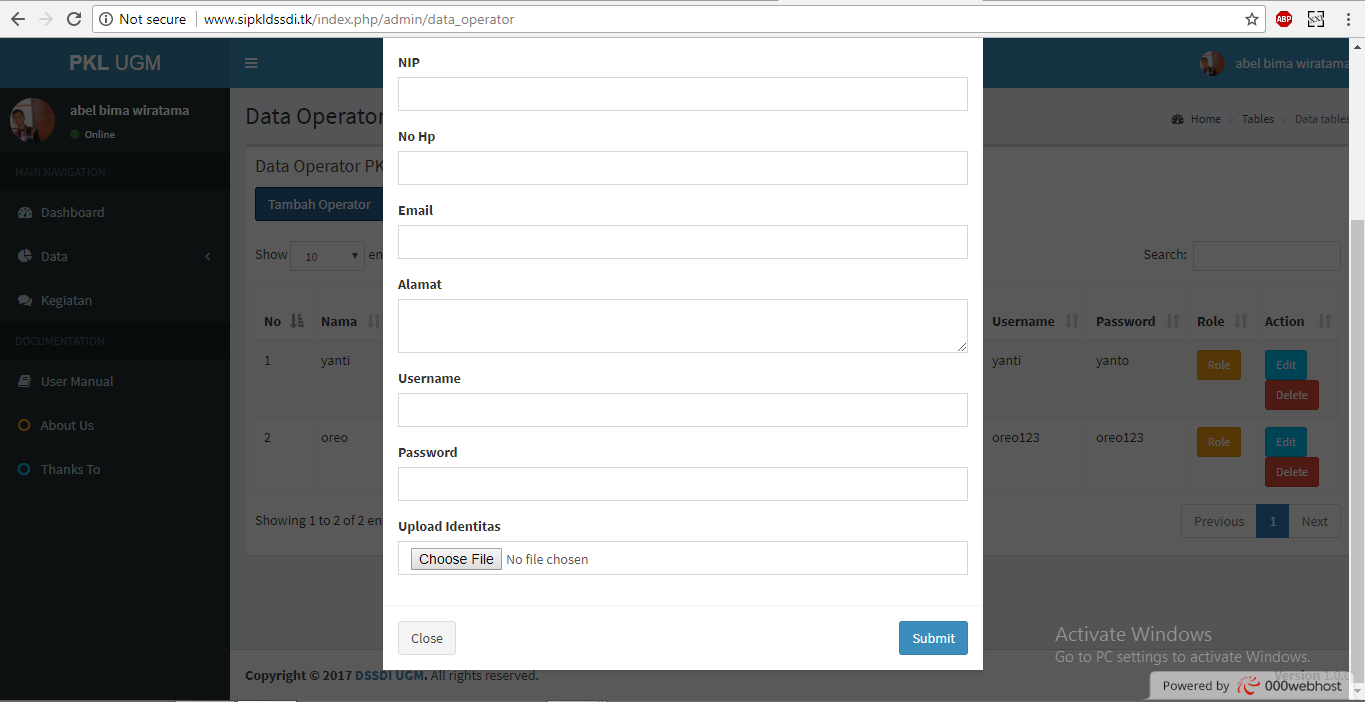 Not secure | www.sipkldssdi.tk/index.php/admin/data_operator
ABP
PKL UGM
abel bima wiratama
abel bima wiratama
Online
MAIN NAVIGATION
Dashboard
Data
Kegiatan
DOCUMENTATION
User Manual
About Us
Thanks To
Data Operator
Home > Tables > Data tables
Data Operator PK
Tambah Operator
Show 10 en
Search:
No Nama Username Password Role Action
1 yanti yanti yanto Role Edit
Delete
2 oreo oreo123 oreo123 Role Edit
Delete
Showing 1 to 2 of 2 en
Previous 1 Next
NIP
No Hp
Email
Alamat
Username
Password
Upload Identitas
Choose File No file chosen
Close Submit
Activate Windows
Go to PC settings to activate Windows.
Copyright © 2017 DSSDI UGM. All rights reserved.
Version 1.0.
Powered by 000webhost